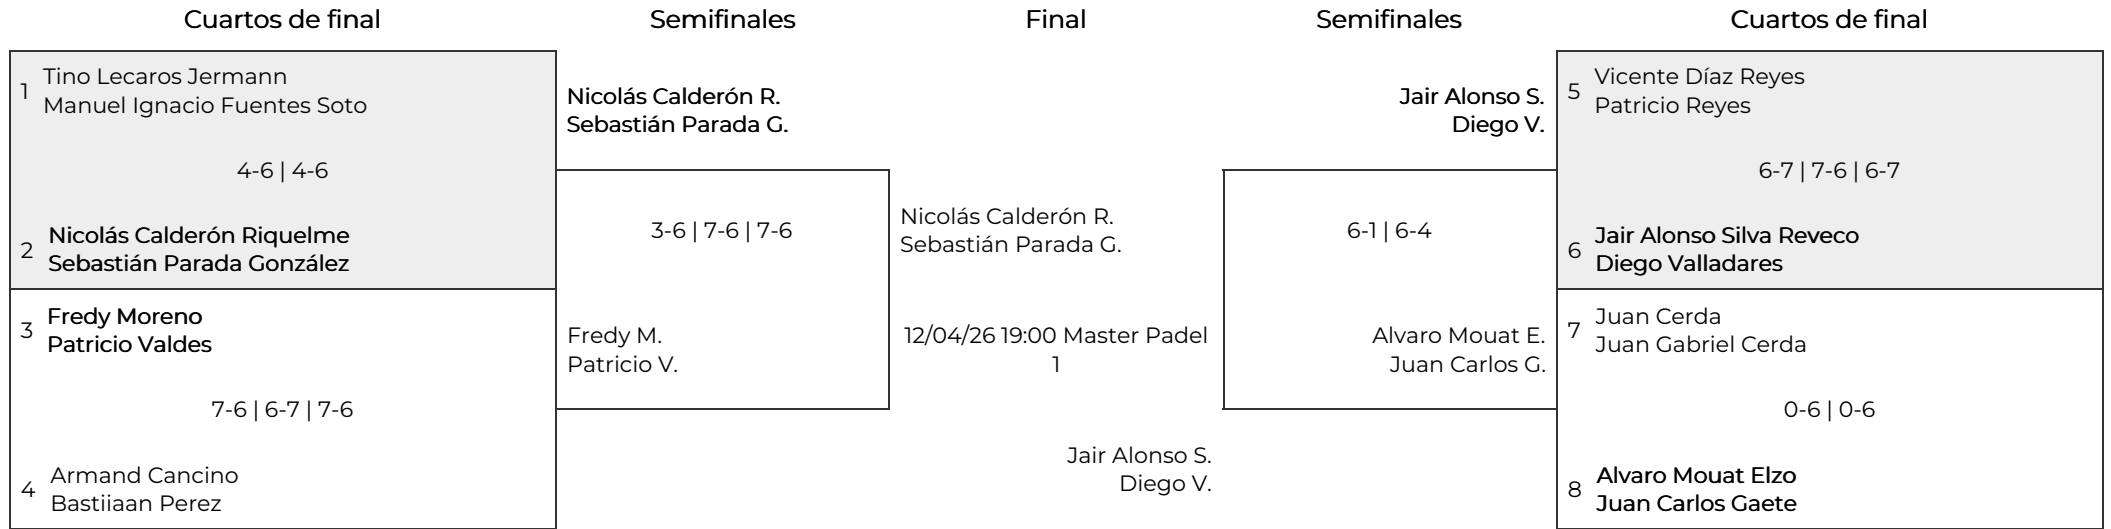 Cuartos de final
Semifinales
Final
Semifinales
Cuartos de final
1
Tino Lecaros Jermann
Manuel Ignacio Fuentes Soto
4-6 | 4-6
2
Nicolás Calderón Riquelme
Sebastián Parada González
3
Fredy Moreno
Patricio Valdes
7-6 | 6-7 | 7-6
4
Armand Cancino
Bastiiaan Perez
Nicolás Calderón R.
Sebastián Parada G.
3-6 | 7-6 | 7-6
Fredy M.
Patricio V.
Nicolás Calderón R.
Sebastián Parada G.
12/04/26 19:00 Master Padel
1
Jair Alonso S.
Diego V.
Jair Alonso S.
Diego V.
6-1 | 6-4
Alvaro Mouat E.
Juan Carlos G.
5
Vicente Díaz Reyes
Patricio Reyes
6-7 | 7-6 | 6-7
6
Jair Alonso Silva Reveco
Diego Valladares
7
Juan Cerda
Juan Gabriel Cerda
0-6 | 0-6
8
Alvaro Mouat Elzo
Juan Carlos Gaete